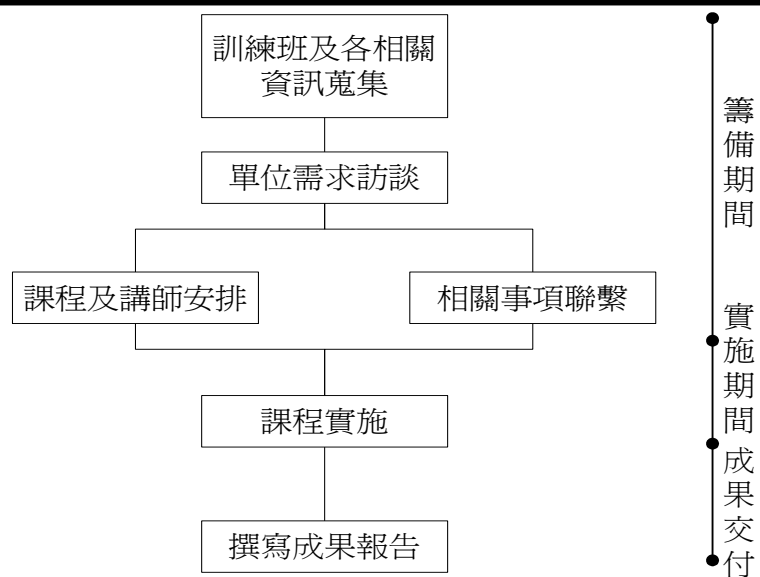 訓練班及各相關
資訊蒐集
單位需求訪談
課程及講師安排
相關事項聯繫
課程實施
撰寫成果報告
籌備期間
實施期間
成果交付